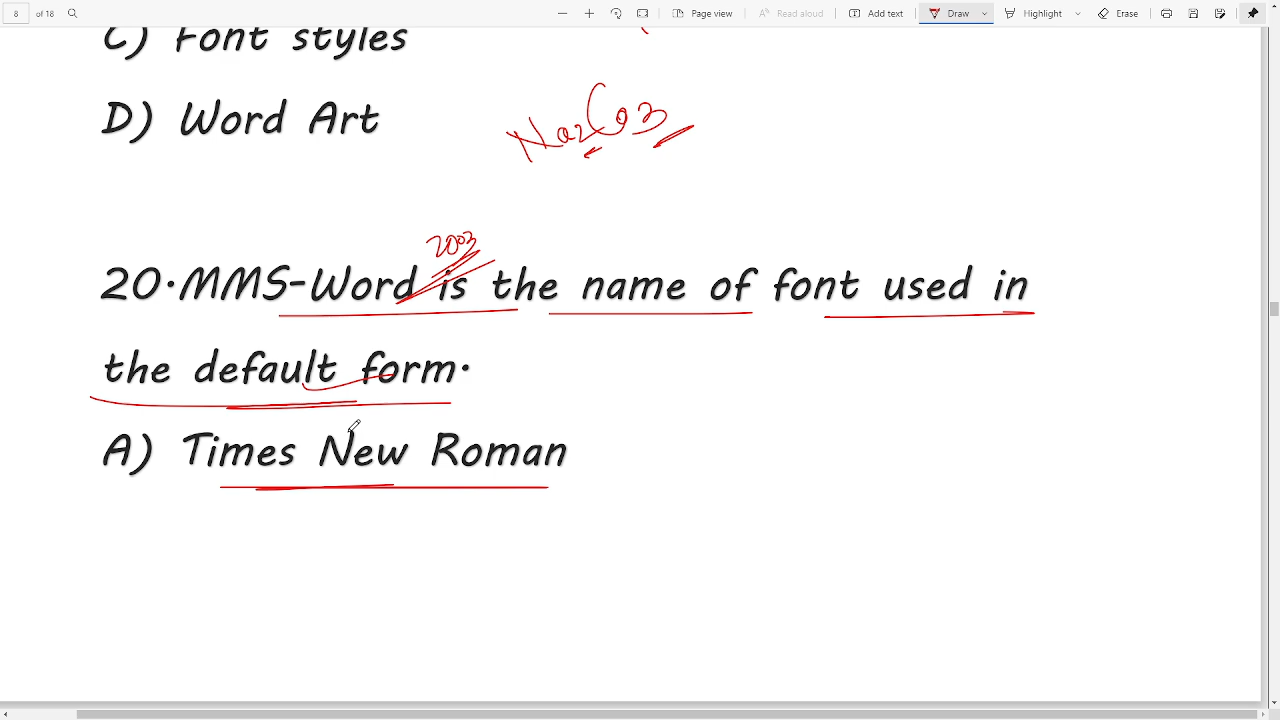 8 of 18 Page view Read aloud Add text Draw Highlight Erase
C) Font styles
D) Word Art
Na2CO3
2003
20.MMS-Word is the name of font used in
the default form.
A) Times New Roman